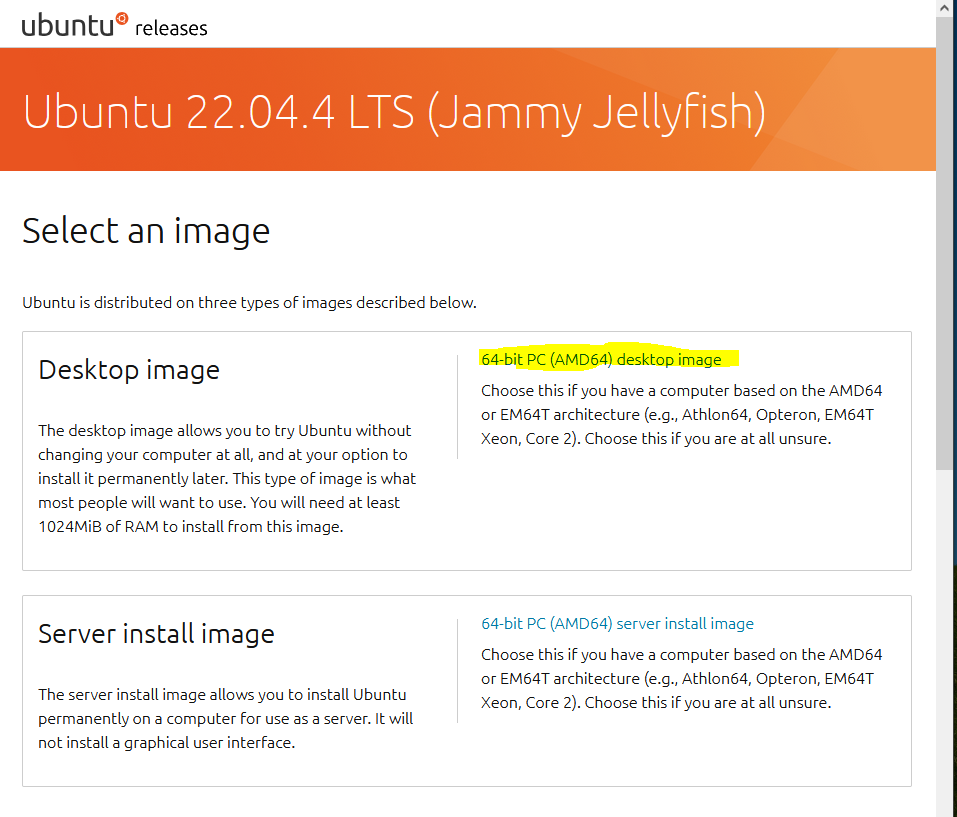 ubuntu releases
Ubuntu 22.04.4 LTS (Jammy Jellyfish)
Select an image
Ubuntu is distributed on three types of images described below.
Desktop image
The desktop image allows you to try Ubuntu without
changing your computer at all, and at your option to
install it permanently later. This type of image is what
most people will want to use. You will need at least
1024MiB of RAM to install from this image.
64-bit PC (AMD64) desktop image
Choose this if you have a computer based on the AMD64
or EM64T architecture (e.g., Athlon64, Opteron, EM64T
Xeon, Core 2). Choose this if you are at all unsure.
Server install image
The server install image allows you to install Ubuntu
permanently on a computer for use as a server. It will
not install a graphical user interface.
64-bit PC (AMD64) server install image
Choose this if you have a computer based on the AMD64
or EM64T architecture (e.g., Athlon64, Opteron, EM64T
Xeon, Core 2). Choose this if you are at all unsure.